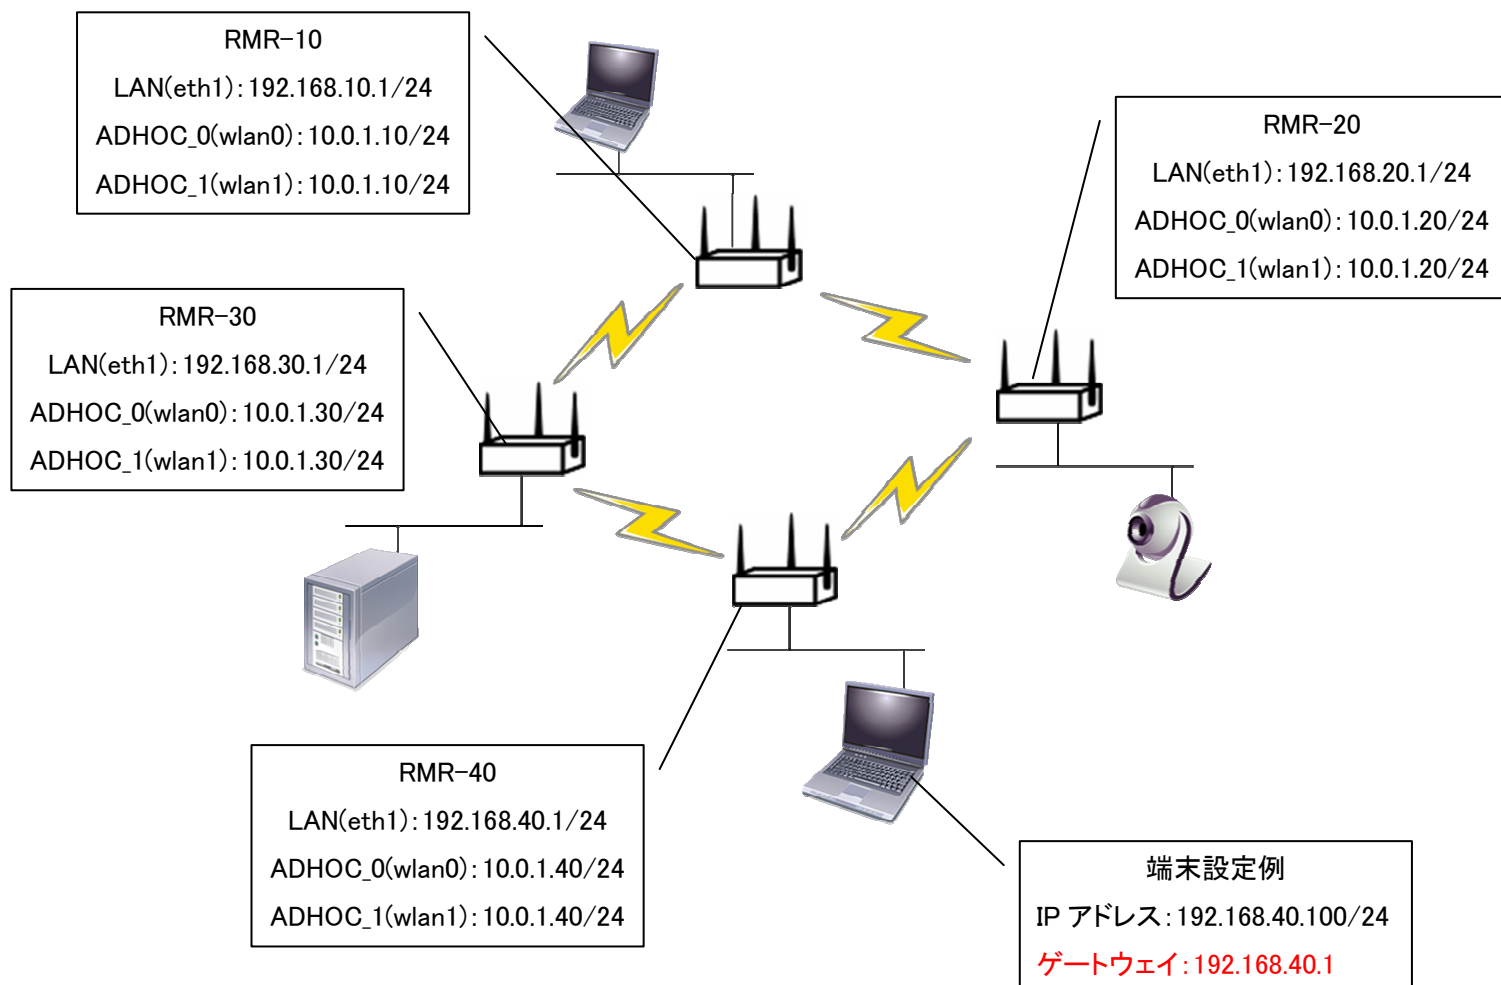 RMR-10
LAN(eth1):192.168.10.1/24
ADHOC_0(wlan0):10.0.1.10/24
ADHOC_1(wlan1):10.0.1.10/24
RMR-20
LAN(eth1):192.168.20.1/24
ADHOC_0(wlan0):10.0.1.20/24
ADHOC_1(wlan1):10.0.1.20/24
RMR-30
LAN(eth1):192.168.30.1/24
ADHOC_0(wlan0):10.0.1.30/24
ADHOC_1(wlan1):10.0.1.30/24
RMR-40
LAN(eth1):192.168.40.1/24
ADHOC_0(wlan0):10.0.1.40/24
ADHOC_1(wlan1):10.0.1.40/24
端末設定例
IP アドレス:192.168.40.100/24
ゲートウェイ:192.168.40.1